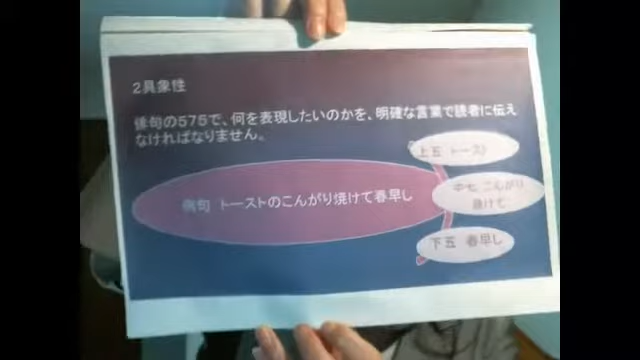 2具象性
俳句の575で、何を表現したいのかを、明確な言葉で読者に伝え
なければなりません。
例句 トーストのこんがり焼けて春早し
上五 トースト
中七 こんがり
焼けて
下五 春早し